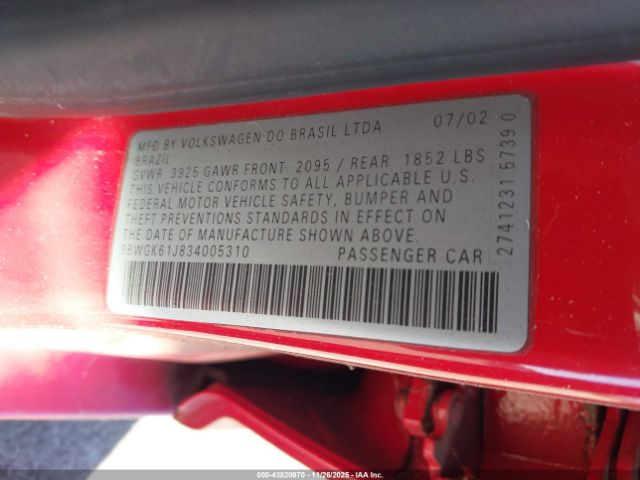 MFD BY VOLKSWAGEN DO BRASIL LTDA 07/02
BRAZIL
GVWR 3925 GAWR FRONT 2095 / REAR 1852 LBS
THIS VEHICLE CONFORMS TO ALL APPLICABLE U.S.
FEDERAL MOTOR VEHICLE SAFETY, BUMPER AND
THEFT PREVENTIONS STANDARDS IN EFFECT ON
THE DATE OF MANUFACTURE SHOWN ABOVE.
9BWGK61J834005310 PASSENGER CAR
27412315739 0
000-43820970 | 11/26/2025 - IAA, Inc.